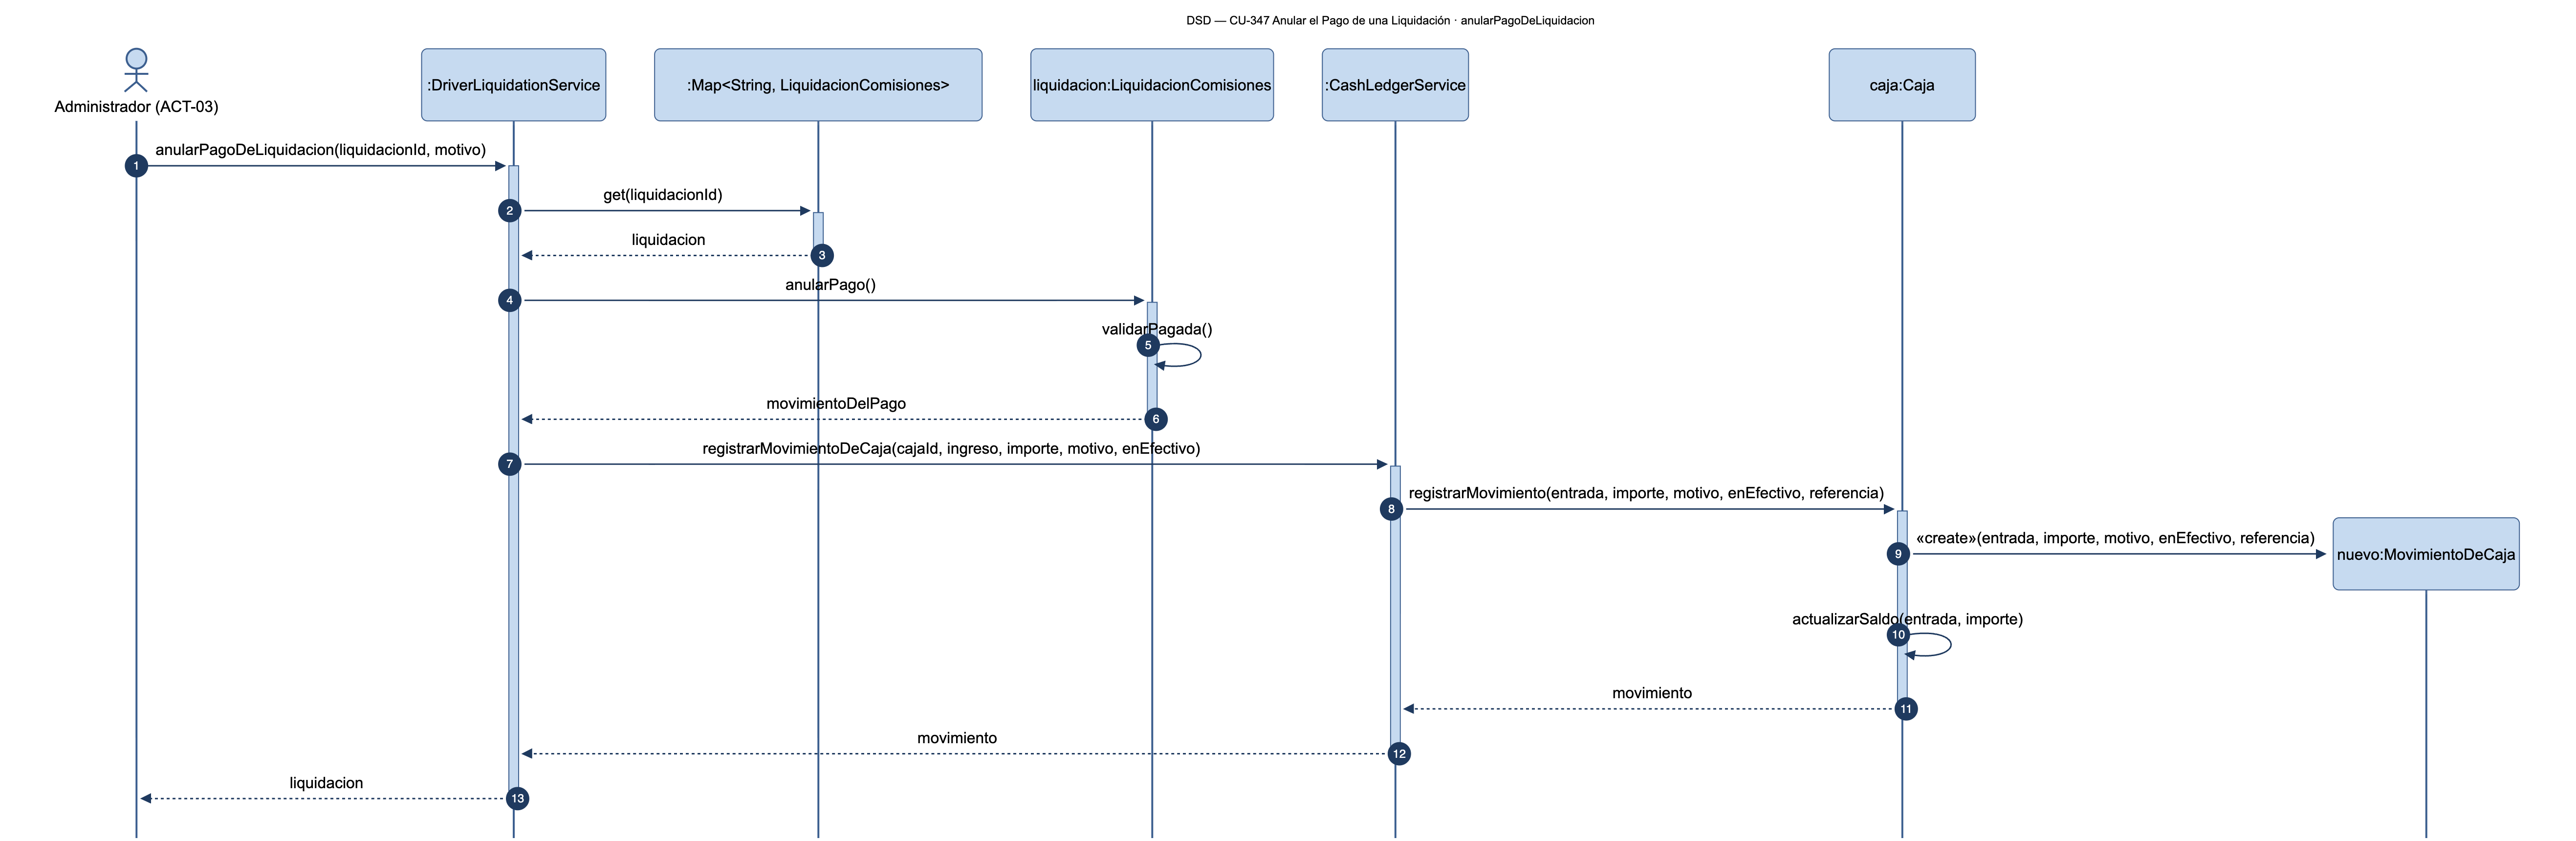 DSD — CU-347 Anular el Pago de una Liquidación · anularPagoDeLiquidacion
Administrador (ACT-03)
:DriverLiquidationService
:Map<String, LiquidacionComisiones>
liquidacion:LiquidacionComisiones
:CashLedgerService
caja:Caja
1 anularPagoDeLiquidacion(liquidacionId, motivo)
2 get(liquidacionId)
liquidacion 3
4 anularPago()
validarPagada()
5
movimientoDelPago 6
7 registrarMovimientoDeCaja(cajaId, ingreso, importe, motivo, enEfectivo)
8 registrarMovimiento(entrada, importe, motivo, enEfectivo, referencia)
9 «create»(entrada, importe, motivo, enEfectivo, referencia)
nuevo:MovimientoDeCaja
actualizarSaldo(entrada, importe)
10
movimiento 11
movimiento 12
liquidacion 13